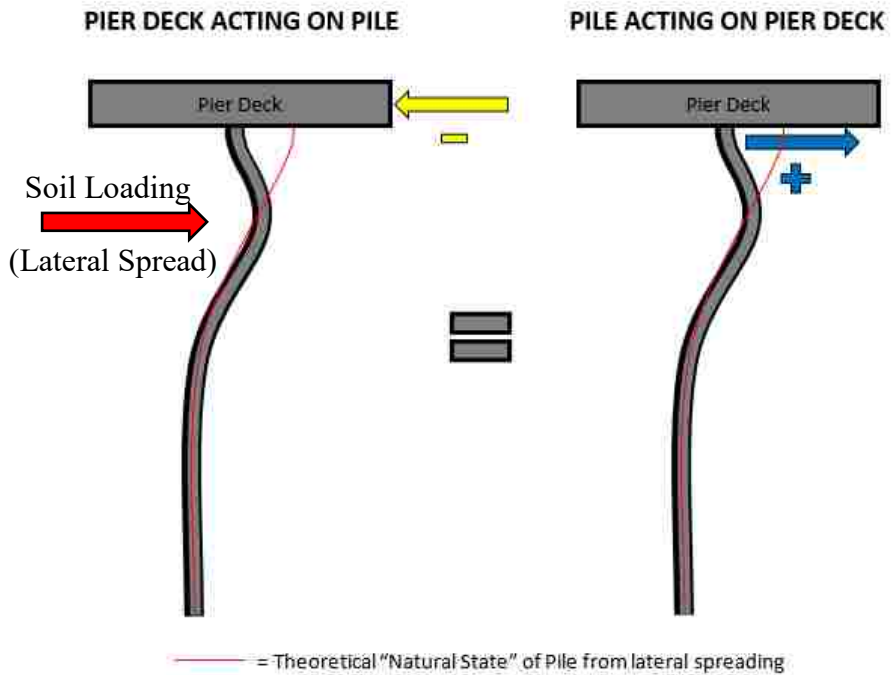 PIER DECK ACTING ON PILE
PILE ACTING ON PIER DECK
Pier Deck
Pier Deck
Soil Loading
(Lateral Spread)
= Theoretical “Natural State” of Pile from lateral spreading